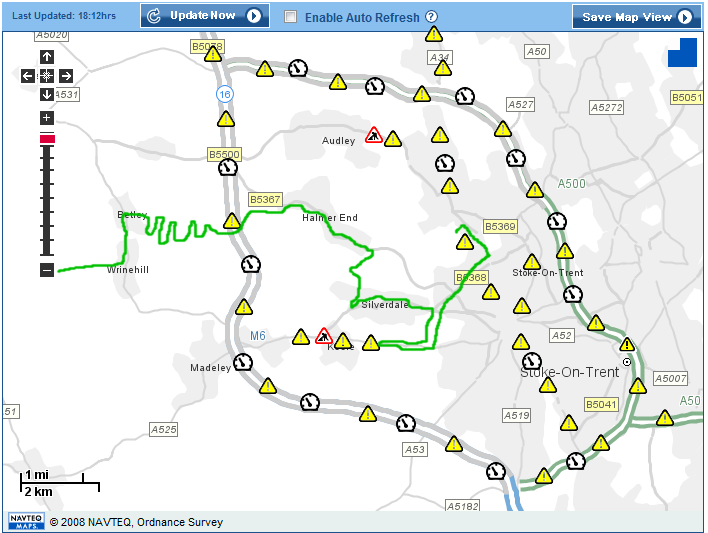 Last Updated: 18:12hrs
Update Now
Enable Auto Refresh ?
Save Map View
A5020
B5078
A34
A50
A531
16
B5051
A527
A5272
Audley
B5500
A500
B5367
Betley
Halmer End
B5369
Wrinehill
Stoke-On-Trent
B5368
Silverdale
M6
A52
Keele
Madeley
Stoke-On-Trent
A5007
51
A519
B5041
A50
A525
A53
1 mi
2 km
A5182
NAVTEQ
MAPS
© 2008 NAVTEQ, Ordnance Survey